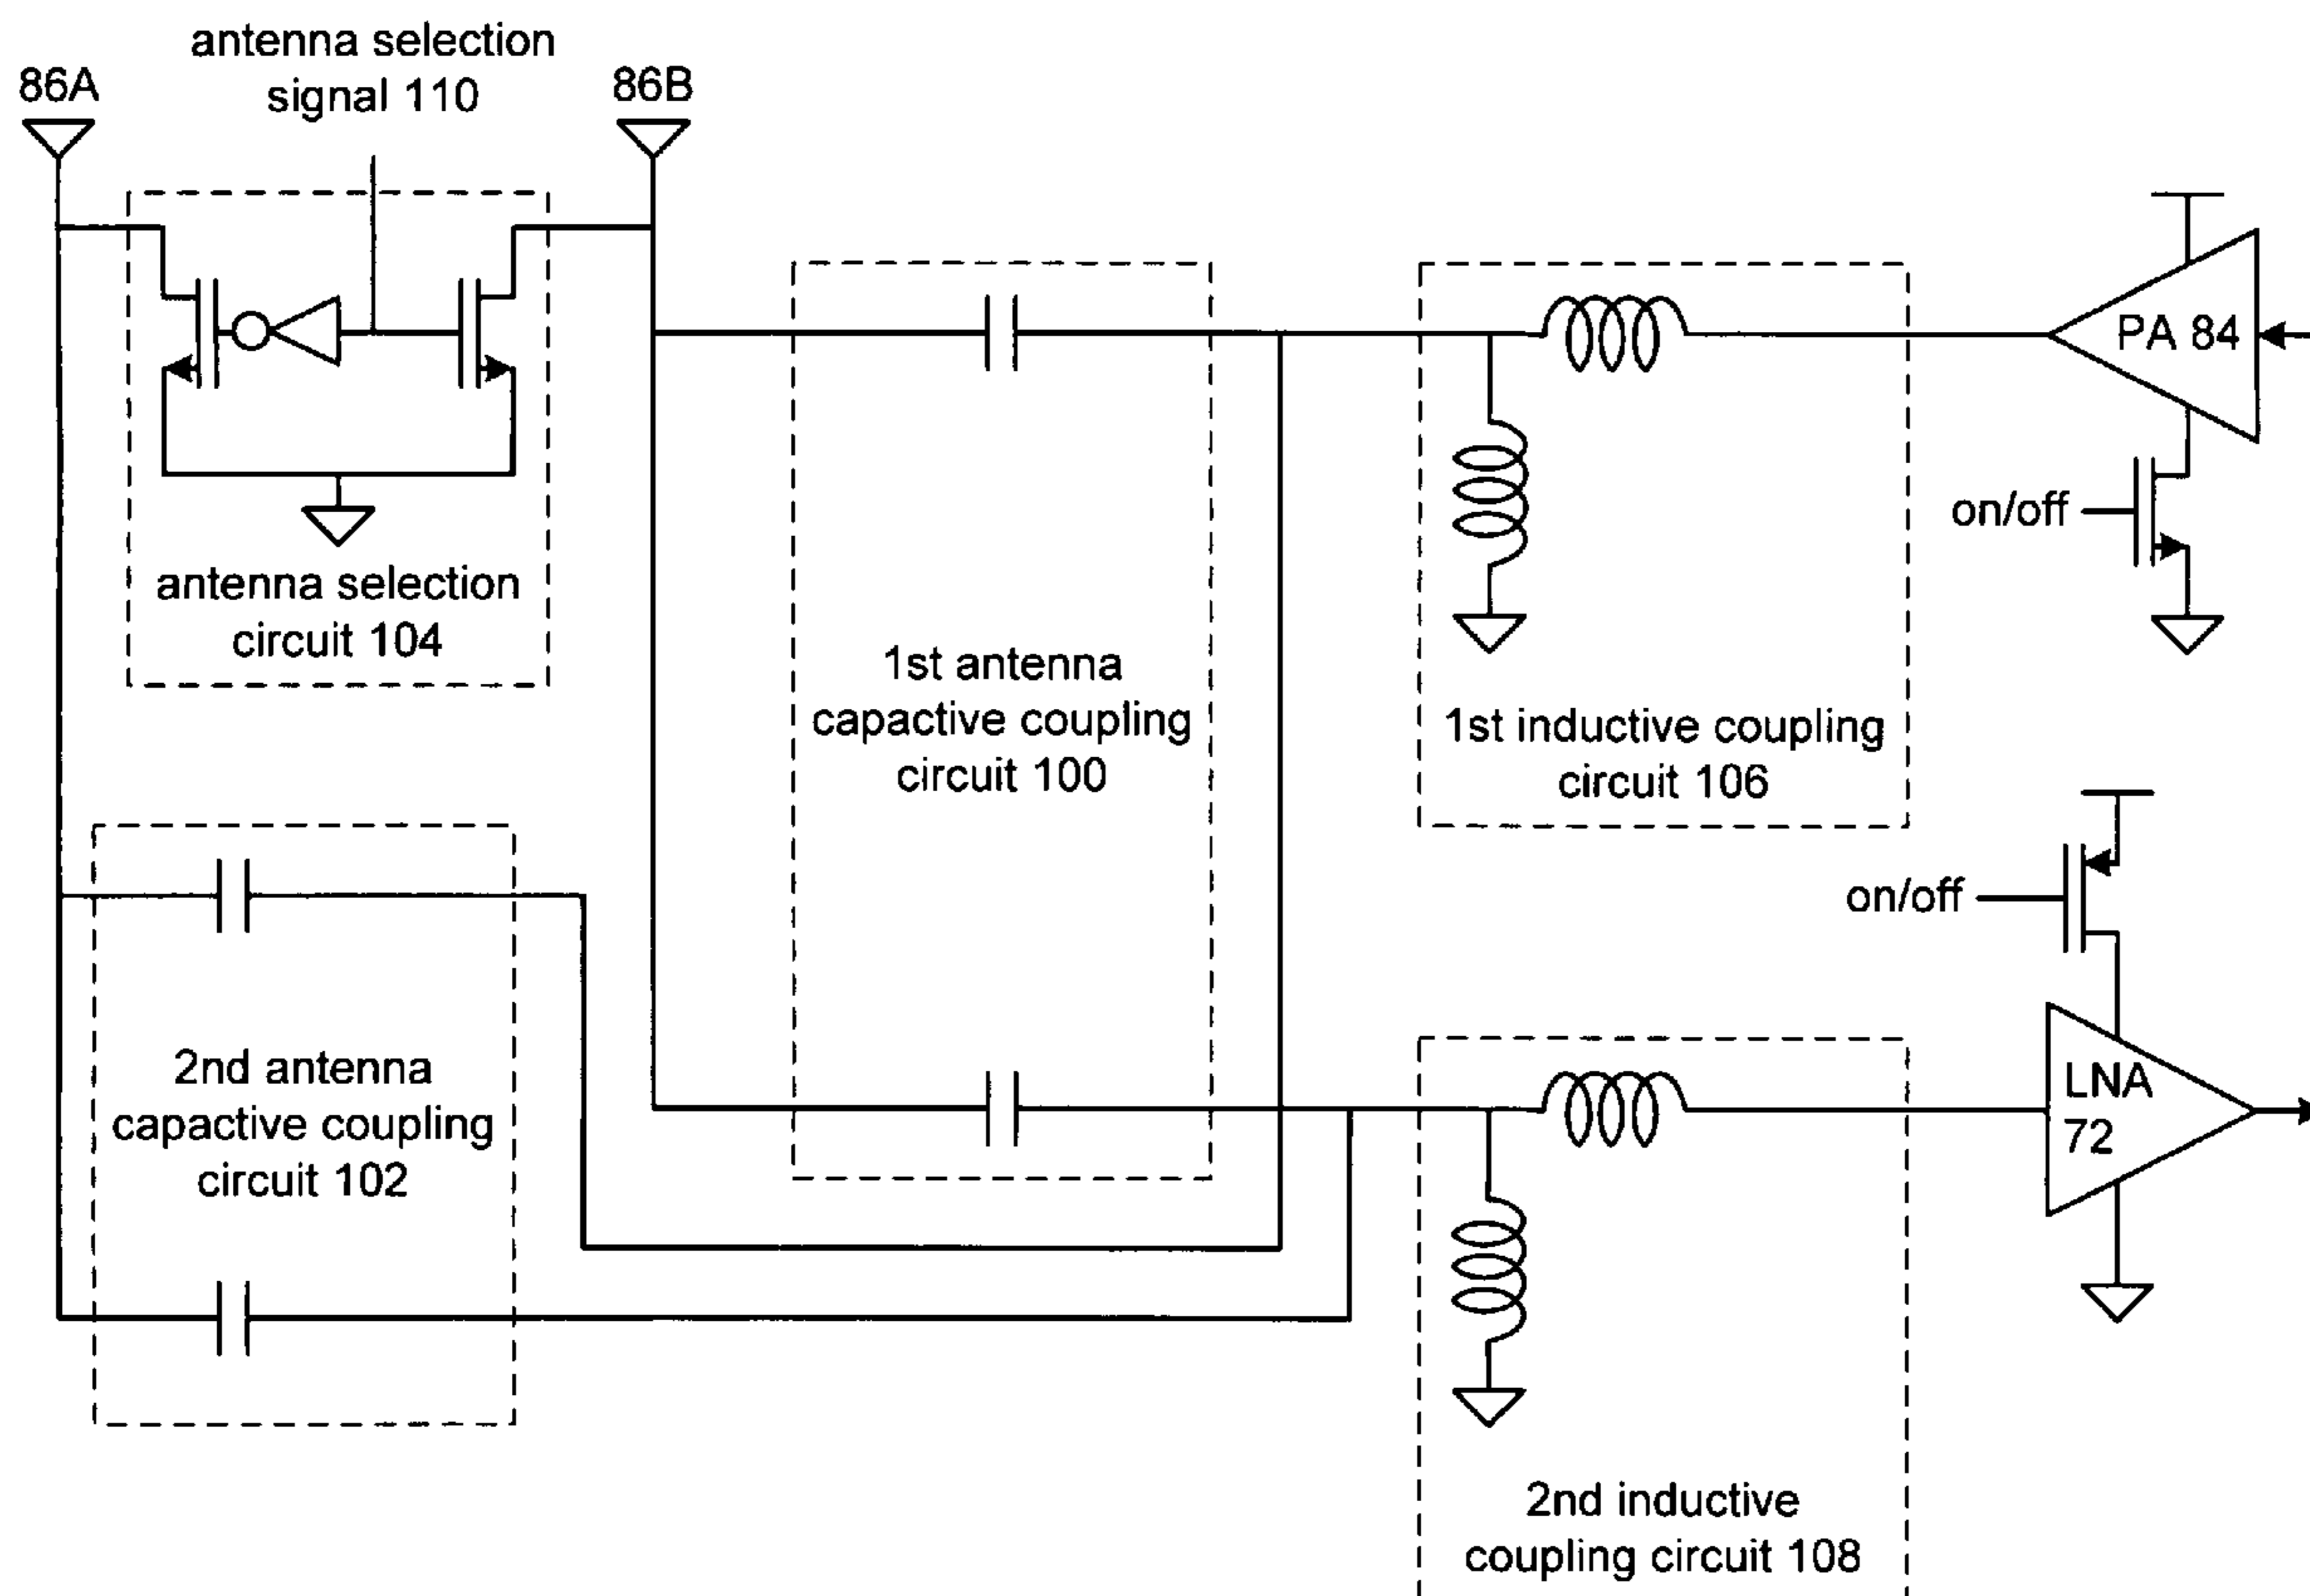 antenna selection
signal 110
86A
86B
PA 84
on/off
antenna selection
circuit 104
1st antenna
capactive coupling
circuit 100
1st inductive coupling
circuit 106
on/off
2nd antenna
capactive coupling
circuit 102
LNA
72
2nd inductive
coupling circuit 108